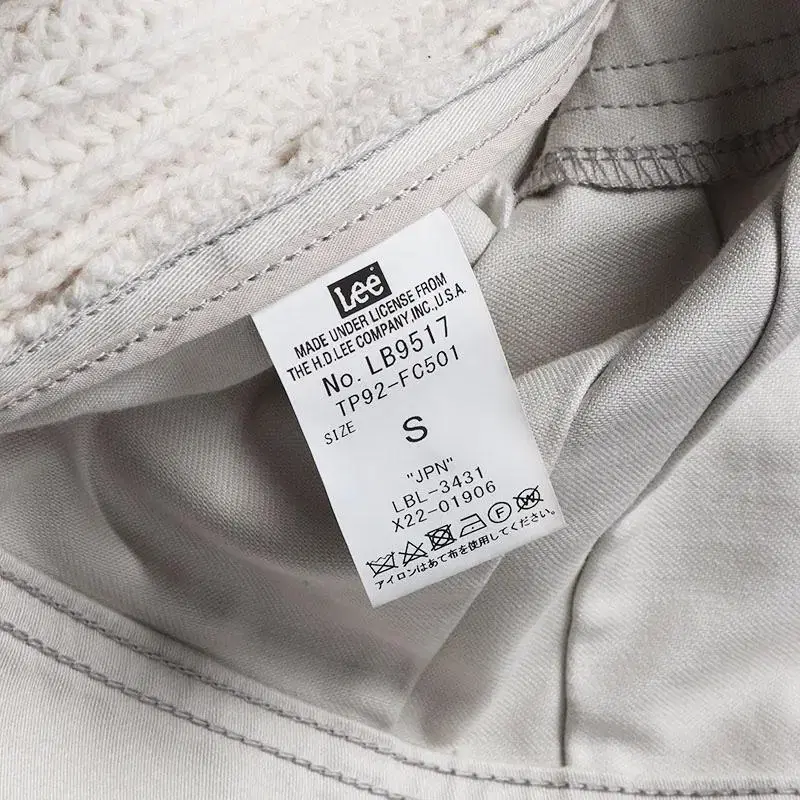 Lee
MADE UNDER LICENSE FROM
THE H.D.LEE COMPANY,INC.,U.S.A.
No. LB9517
TP92-FC501
SIZE S
"JPN"
LBL-3431
X22-01906
F W
アイロンはあて布を使用してください。